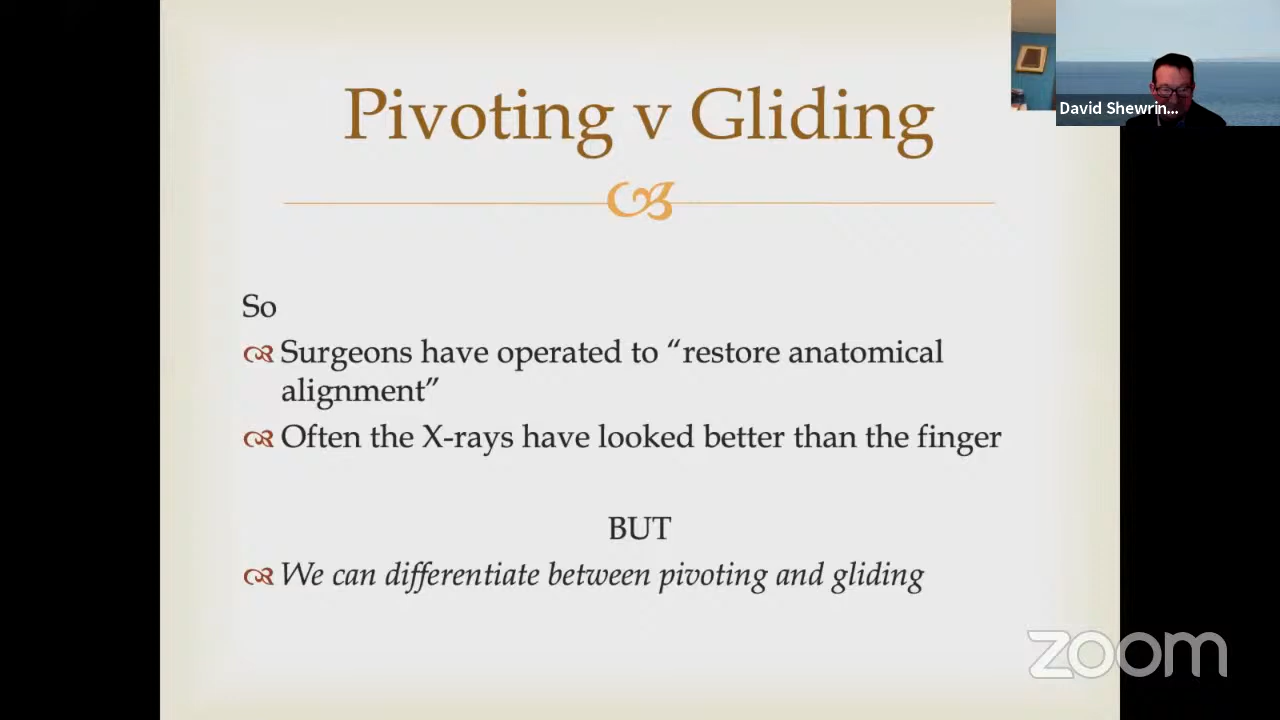 David Shewrin...
Pivoting v Gliding
So
Surgeons have operated to “restore anatomical
alignment”
Often the X-rays have looked better than the finger
BUT
We can differentiate between pivoting and gliding
zoom